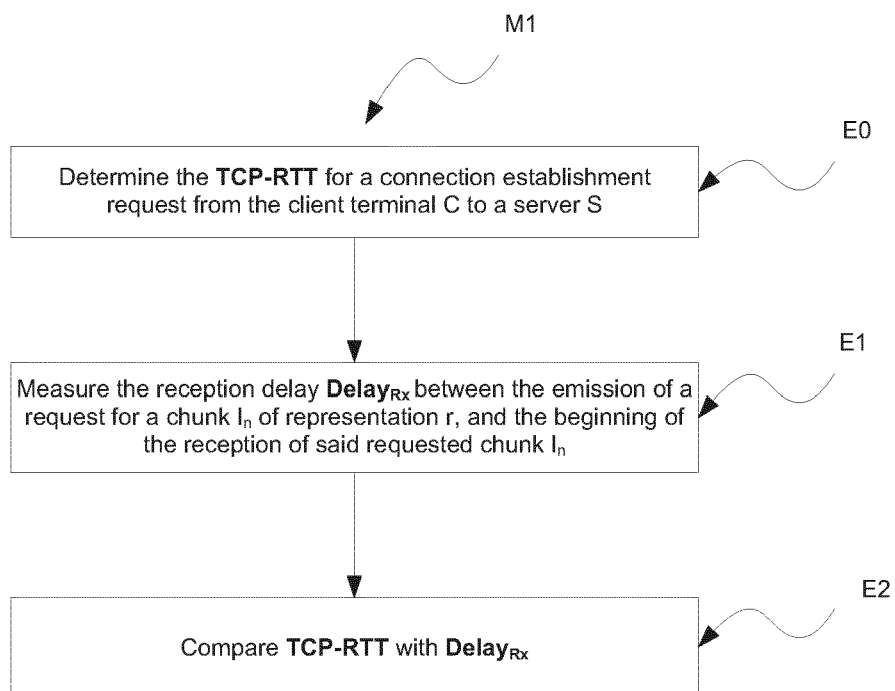 M1
E0
Determine the TCP-RTT for a connection establishment
request from the client terminal C to a server S
E1
Measure the reception delay DelayRx between the emission of a
request for a chunk In of representation r, and the beginning of
the reception of said requested chunk In
E2
Compare TCP-RTT with DelayRx